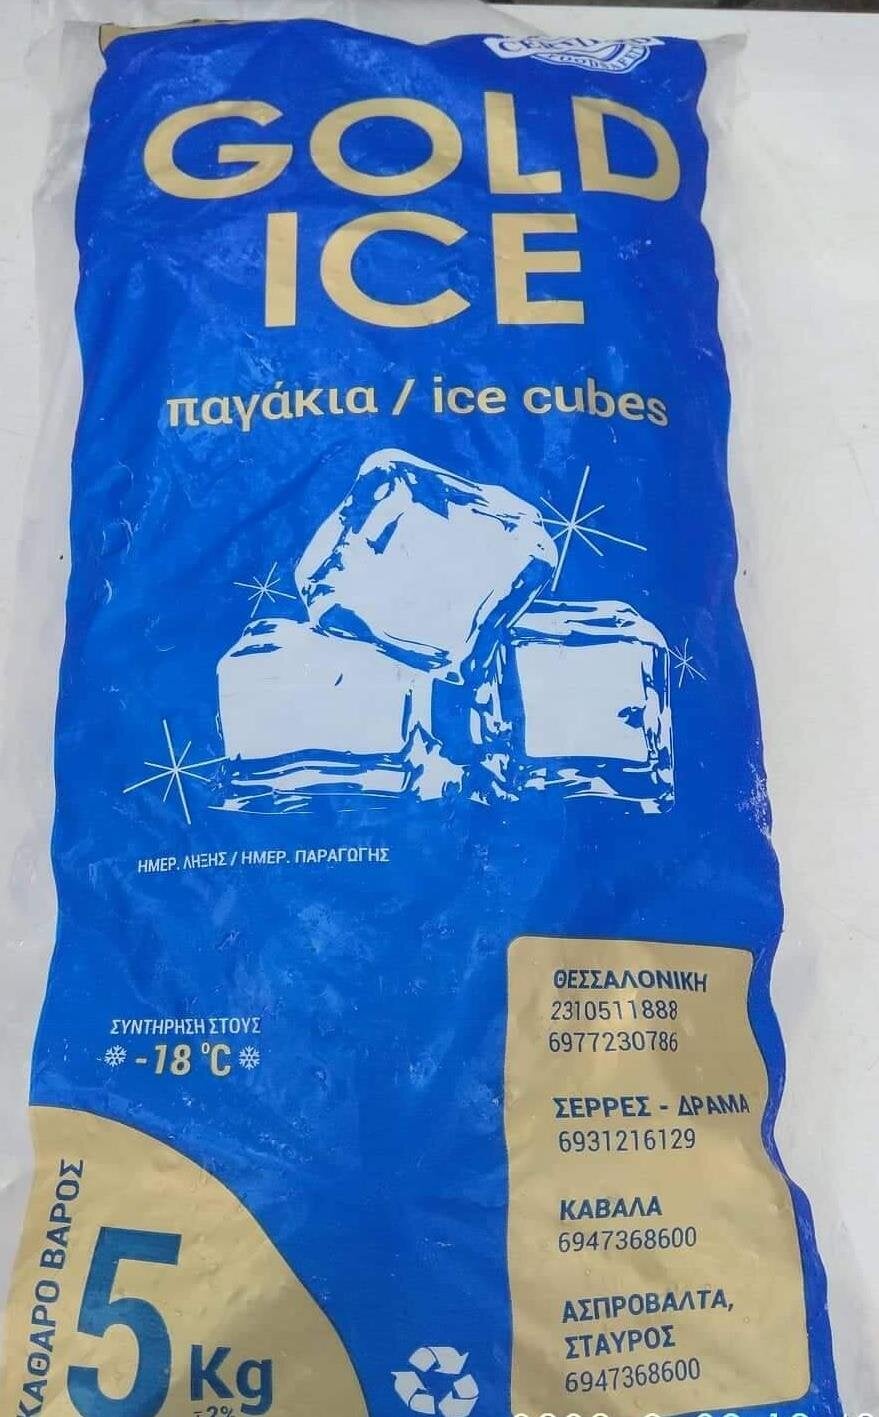 GOLD
ICE
παγάκια / ice cubes
ΗΜΕΡ. ΛΗΞΗΣ / ΗΜΕΡ. ΠΑΡΑΓΩΓΗΣ
ΣΥΝΤΗΡΗΣΗ ΣΤΟΥΣ
-18 °C
ΚΑΘΑΡΟ ΒΑΡΟΣ
5 Kg
ΘΕΣΣΑΛΟΝΙΚΗ
2310511888
6977230786
ΣΕΡΡΕΣ - ΔΡΑΜΑ
6931216129
ΚΑΒΑΛΑ
6947368600
ΑΣΠΡΟΒΑΛΤΑ,
ΣΤΑΥΡΟΣ
6947368600